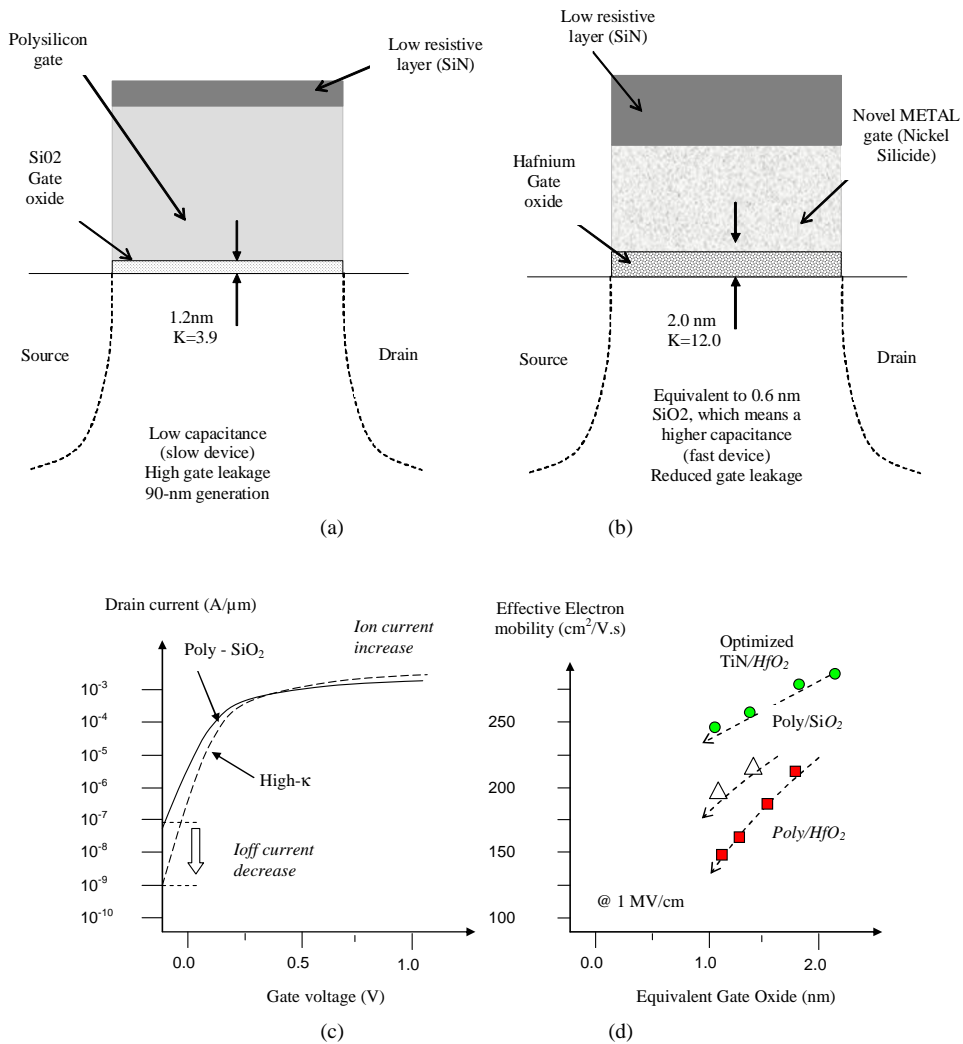 Polysilicon
gate
Low resistive
layer (SiN)
Si02
Gate
oxide
1.2nm
K=3.9
Source
Drain
Low capacitance
(slow device)
High gate leakage
90-nm generation
(a)
Low resistive
layer (SiN)
Novel METAL
gate (Nickel
Silicide)
Hafnium
Gate
oxide
2.0 nm
K=12.0
Source
Drain
Equivalent to 0.6 nm
SiO2, which means a
higher capacitance
(fast device)
Reduced gate leakage
(b)
Drain current (A/µm)
Poly - SiO₂
Ion current
increase
10⁻³
10⁻⁴
10⁻⁵
10⁻⁶
10⁻⁷
10⁻⁸
10⁻⁹
10⁻¹⁰
High-κ
Ioff current
decrease
0.0
0.5
1.0
Gate voltage (V)
(c)
Effective Electron
mobility (cm²/V.s)
Optimized
TiN/HfO₂
Poly/SiO₂
Poly/HfO₂
250
200
150
100
@ 1 MV/cm
0.0
1.0
2.0
Equivalent Gate Oxide (nm)
(d)